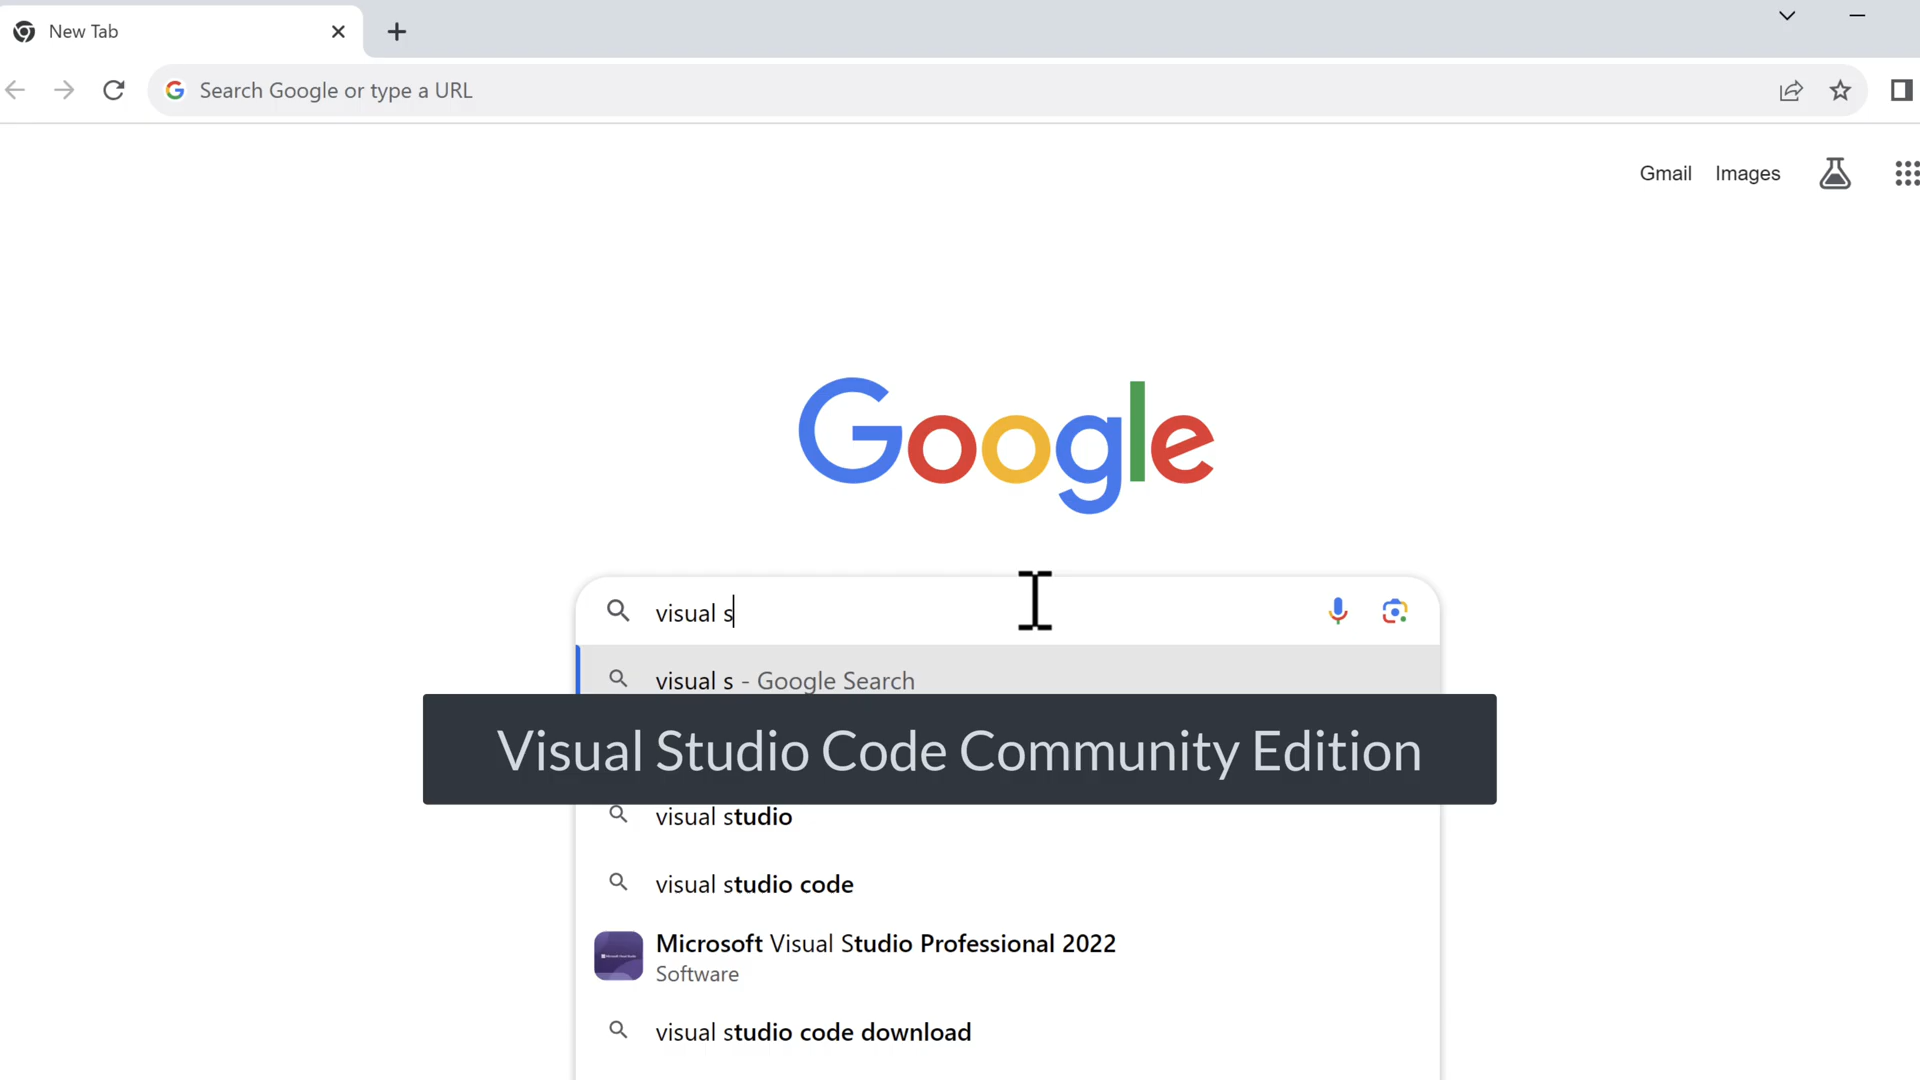 New Tab
Search Google or type a URL
Gmail Images
Google
visual s
visual s - Google Search
Visual Studio Code Community Edition
visual studio
visual studio code
Microsoft Visual Studio Professional 2022
Software
visual studio code download